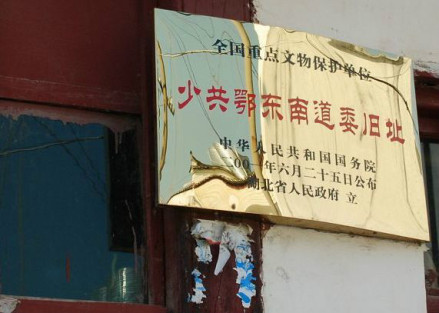 全国重点文物保护单位
少共鄂东南道委旧址
中华人民共和国国务院
年六月二十五日公布
湖北省人民政府 立